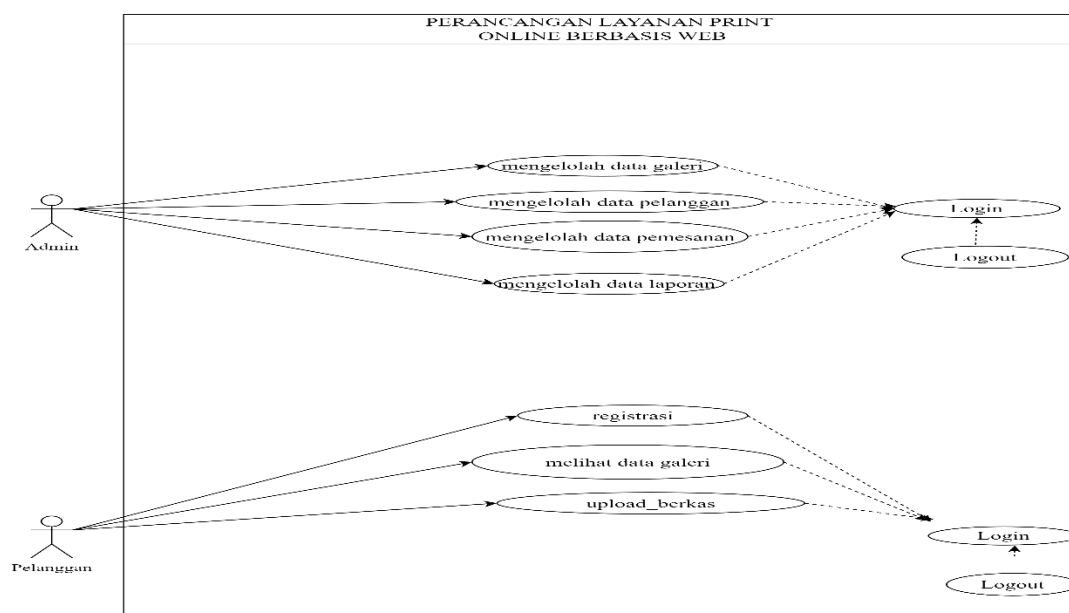 PERANCANGAN LAYANAN PRINT
ONLINE BERBASIS WEB
mengelolah data galeri
mengelolah data pelanggan
Login
mengelolah data pemesanan
Admin
Logout
mengelolah data laporan
registrasi
melihat data galeri
upload_berkas
Login
Pelanggan
Logout